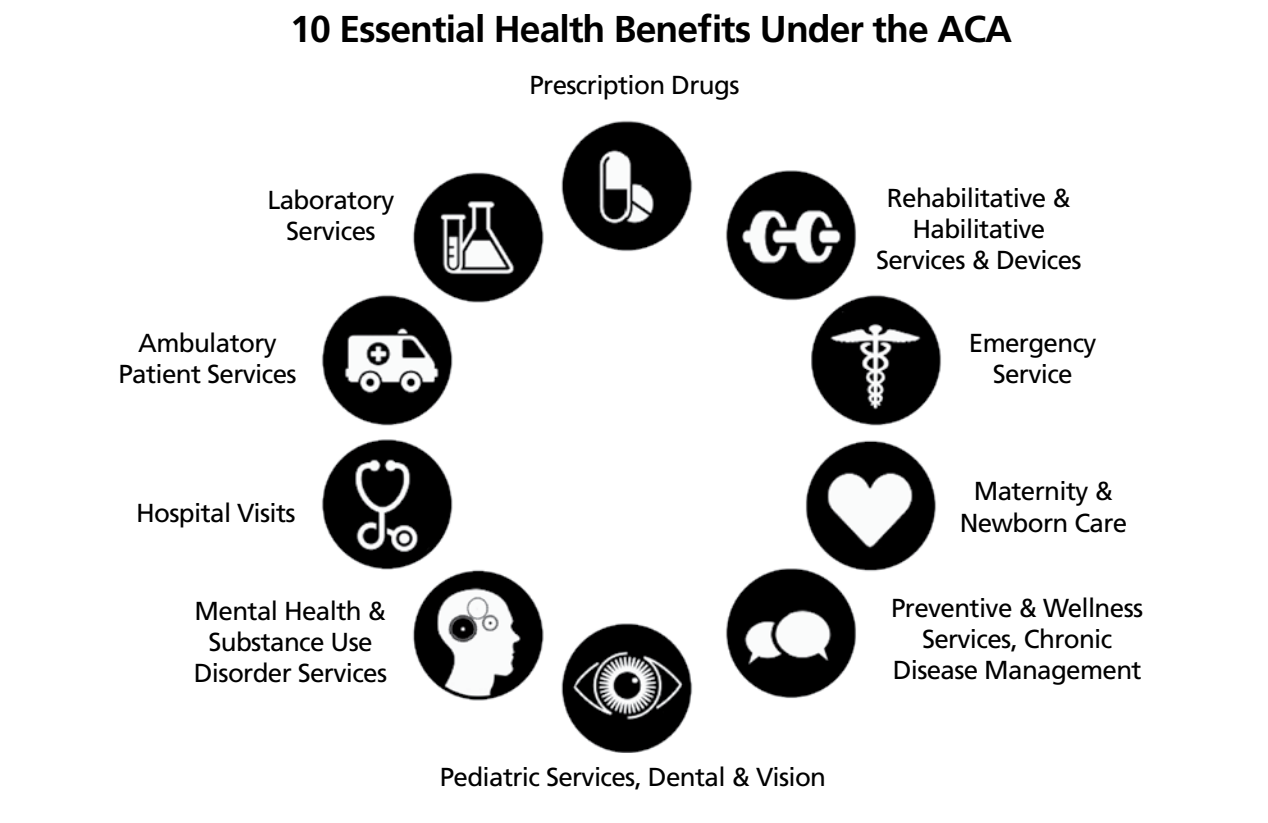 10 Essential Health Benefits Under the ACA
Prescription Drugs
Rehabilitative &
Habilitative
Services & Devices
Emergency
Service
Maternity &
Newborn Care
Preventive & Wellness
Services, Chronic
Disease Management
Pediatric Services, Dental & Vision
Mental Health &
Substance Use
Disorder Services
Hospital Visits
Ambulatory
Patient Services
Laboratory
Services